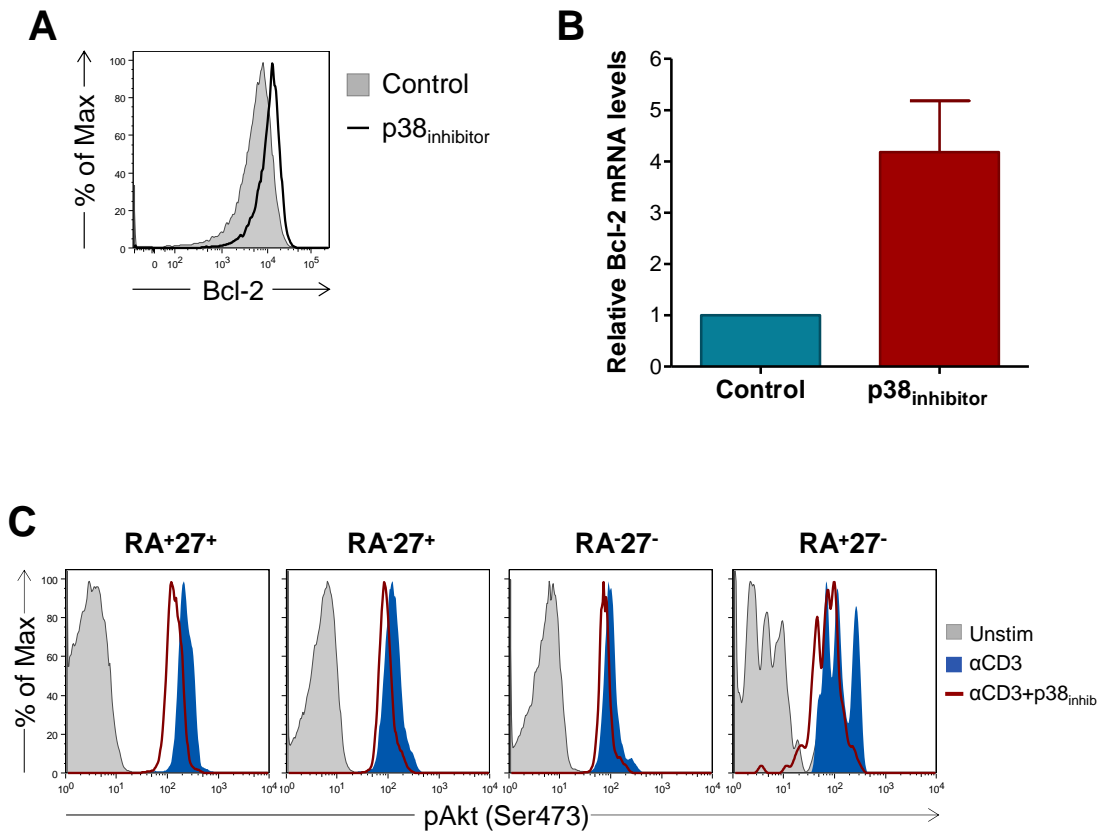 A
% of Max
100
80
60
40
20
0
0 10² 10³ 10⁴ 10⁵
Bcl-2
Control
p38inhibitor
B
Relative Bcl-2 mRNA levels
6
5
4
3
2
1
0
Control p38inhibitor
C
RA⁺27⁺ RA⁻27⁺ RA⁻27⁻ RA⁺27⁻
% of Max
100
80
60
40
20
0
10⁰ 10¹ 10² 10³ 10⁴ 10⁰ 10¹ 10² 10³ 10⁴ 10⁰ 10¹ 10² 10³ 10⁴ 10⁰ 10¹ 10² 10³ 10⁴
pAkt (Ser473)
Unstim
αCD3
αCD3+p38inhib